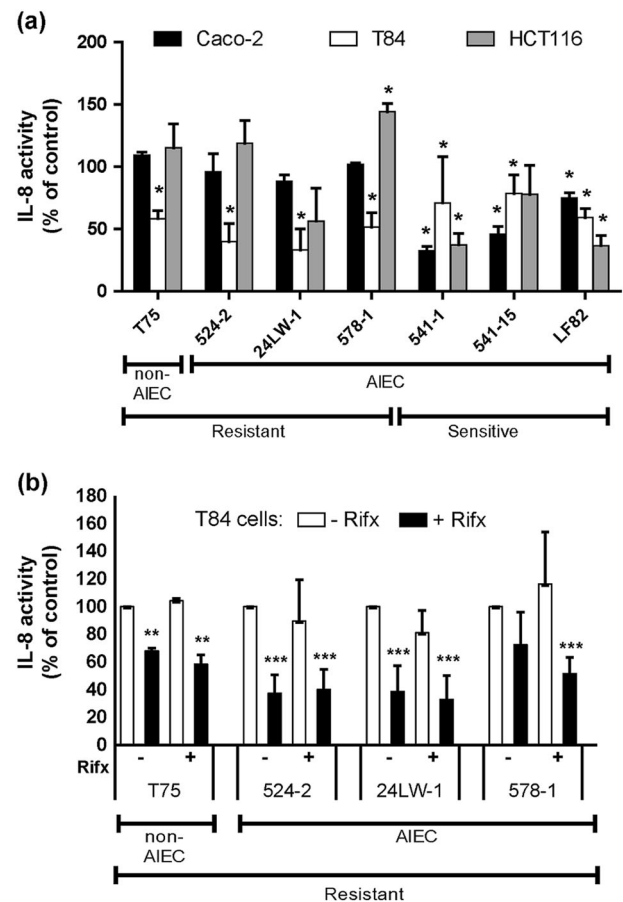 (a)
Caco-2 T84 HCT116
IL-8 activity
(% of control)
200
150
100
50
0
* * * * * * * * * * * *
T75 524-2 24LW-1 578-1 541-1 541-15 LF82
non-
AIEC
AIEC
Resistant Sensitive
(b)
T84 cells: - Rifx + Rifx
IL-8 activity
(% of control)
180
160
140
120
100
80
60
40
20
0
** ** *** *** *** *** ***
Rifx - + - + - + - +
T75 524-2 24LW-1 578-1
non-
AIEC
AIEC
Resistant